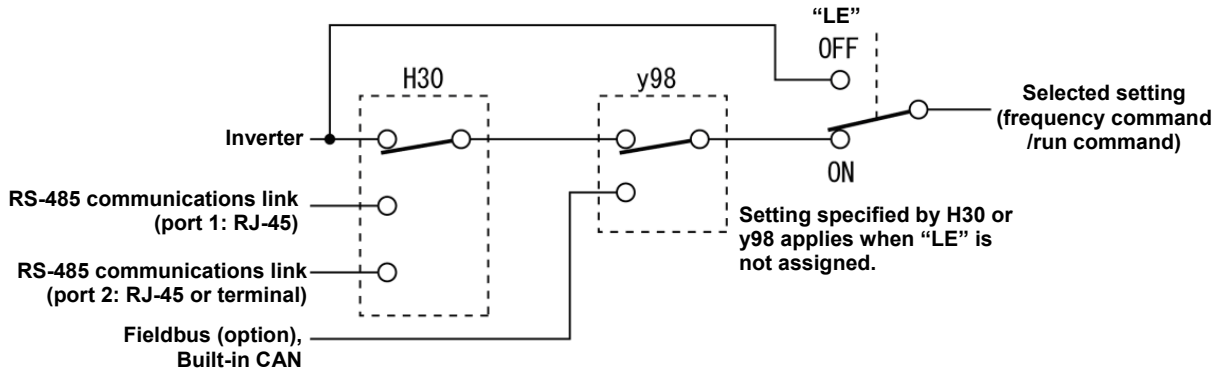 “LE”
OFF
H30
y98
Selected setting
(frequency command
/run command)
Inverter
ON
RS-485 communications link
(port 1: RJ-45)
Setting specified by H30 or
y98 applies when “LE” is
not assigned.
RS-485 communications link
(port 2: RJ-45 or terminal)
Fieldbus (option),
Built-in CAN